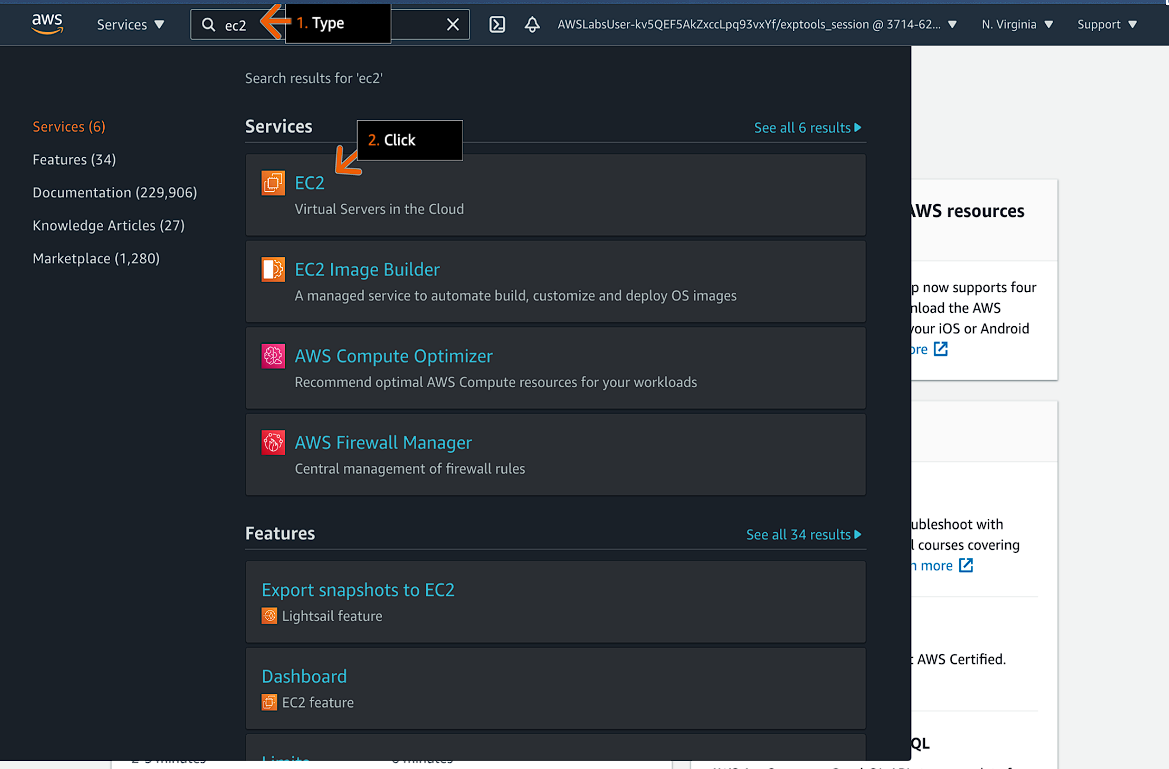 aws
Services
ec2
1. Type
AWSLabsUser-kv5QEF5AkZxccLpq93vxYf/exptools_session @ 3714-62...
N. Virginia
Support
Search results for 'ec2'
Services (6)
Features (34)
Documentation (229,906)
Knowledge Articles (27)
Marketplace (1,280)
Services
See all 6 results
2. Click
EC2
Virtual Servers in the Cloud
EC2 Image Builder
A managed service to automate build, customize and deploy OS images
AWS Compute Optimizer
Recommend optimal AWS Compute resources for your workloads
AWS Firewall Manager
Central management of firewall rules
Features
See all 34 results
Export snapshots to EC2
Lightsail feature
Dashboard
EC2 feature
Limits
AWS resources
p now supports four
nload the AWS
your iOS or Android
ore
ubleshoot with
l courses covering
n more
t AWS Certified.
QL